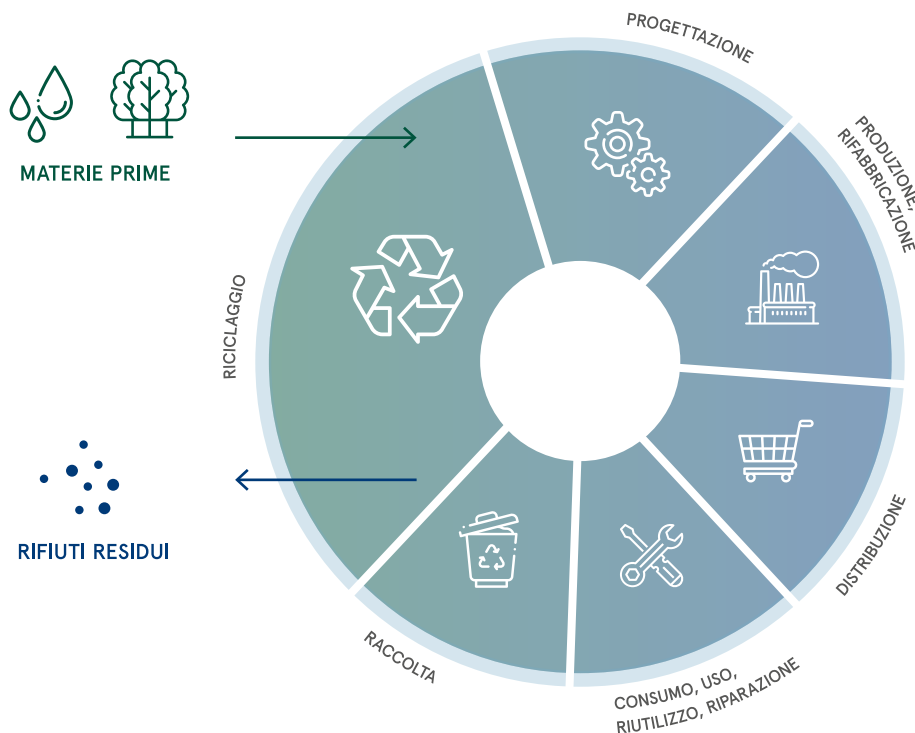 PROGETTAZIONE
PRODUZIONE,
RIFABBRICAZIONE
MATERIE PRIME
RICICLAGGIO
RIFIUTI RESIDUI
DISTRIBUZIONE
RACCOLTA
CONSUMO, USO,
RIUTILIZZO, RIPARAZIONE